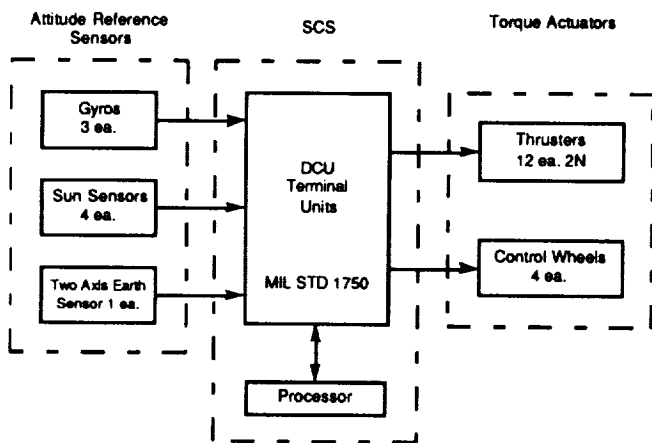 Attitude Reference
Sensors
SCS
Torque Actuators
Gyros
3 ea.
Sun Sensors
4 ea.
Two Axis Earth
Sensor 1 ea.
DCU
Terminal
Units
MIL STD 1750
Processor
Thrusters
12 ea. 2N
Control Wheels
4 ea.